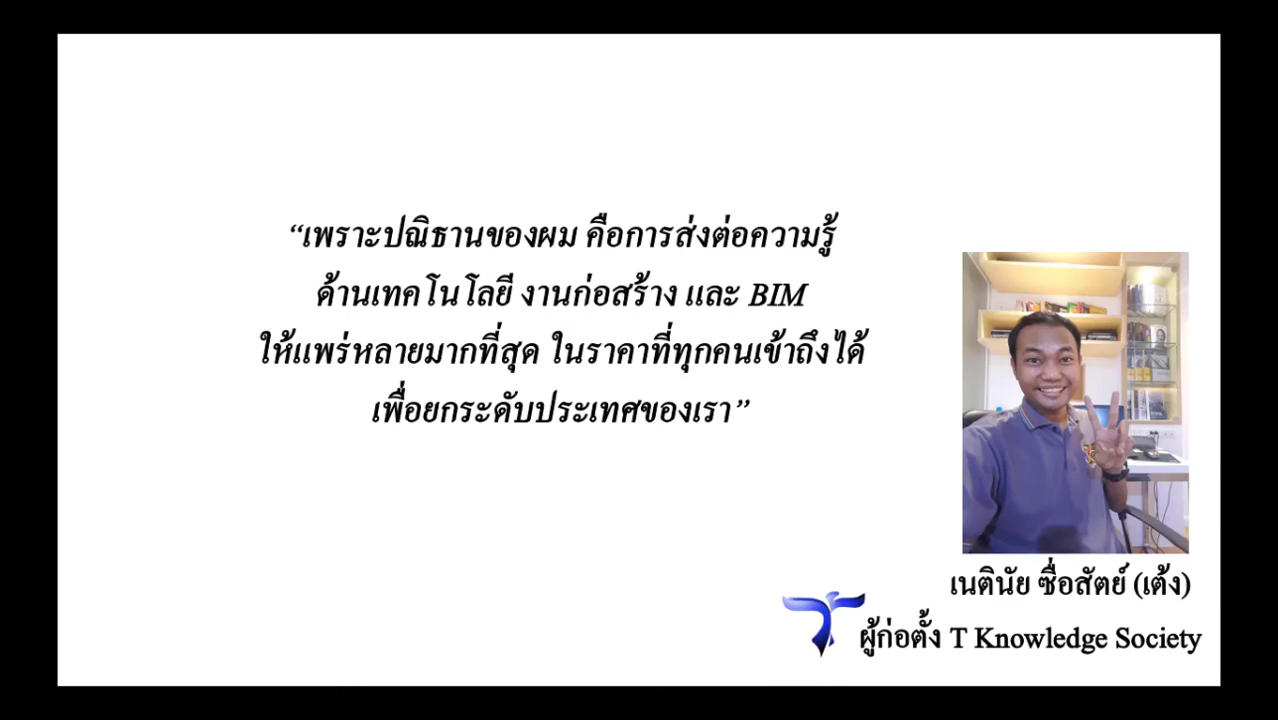 “เพราะปณิธานของผม คือการส่งต่อความรู้
ด้านเทคโนโลยี งานก่อสร้าง และ BIM
ให้แพร่หลายมากที่สุด ในราคาที่ทุกคนเข้าถึงได้
เพื่อยกระดับประเทศของเรา”
เนตินัย ซื่อสัตย์ (เต้ง)
ผู้ก่อตั้ง T Knowledge Society